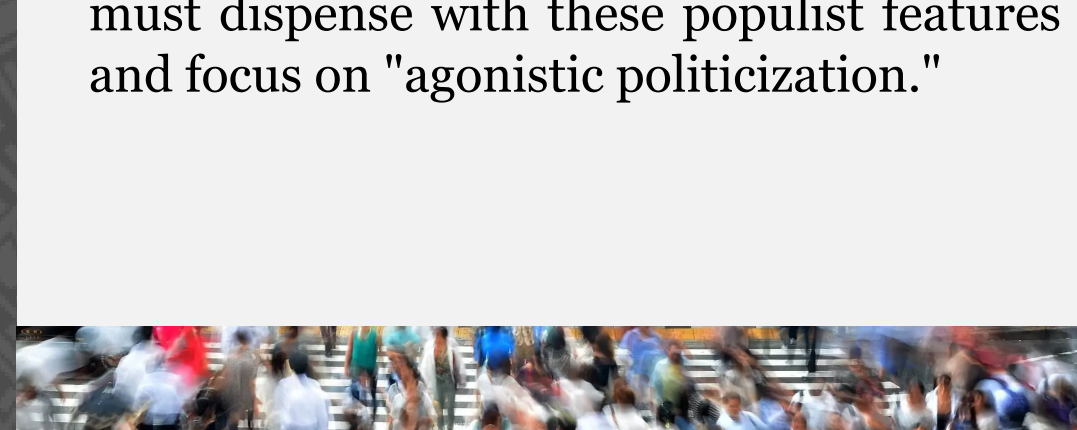 must dispense with these populist features
and focus on "agonistic politicization."